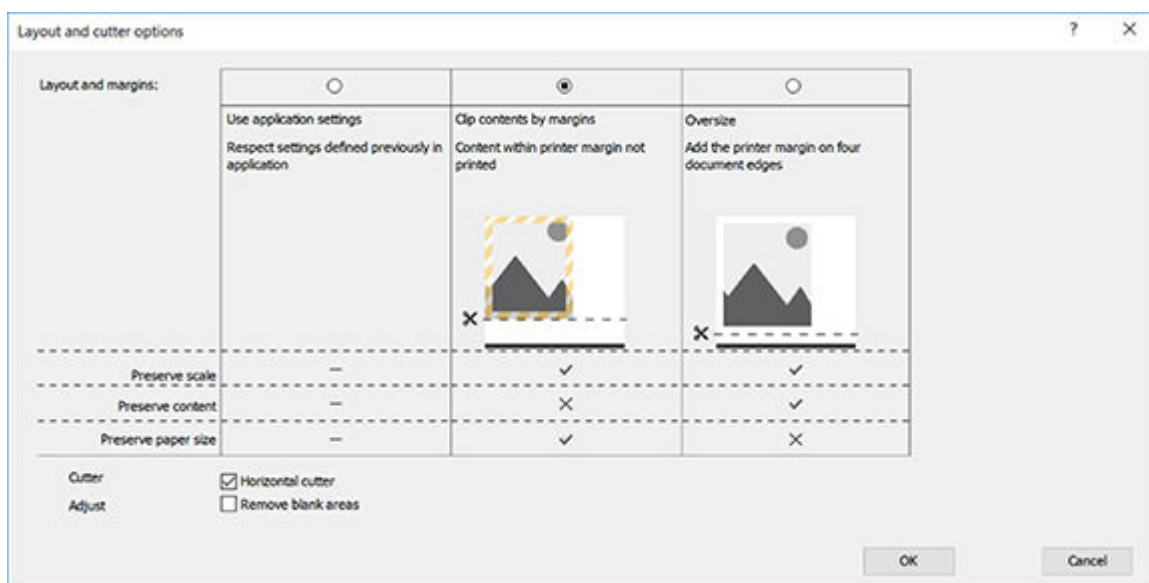 Layout and cutter options
?
Layout and margins:
Use application settings
Clip contents by margins
Oversize
Respect settings defined previously in
application
Content within printer margin not
printed
Add the printer margin on four
document edges
Preserve scale
Preserve content
Preserve paper size
Cutter
Horizontal cutter
Adjust
Remove blank areas
OK
Cancel